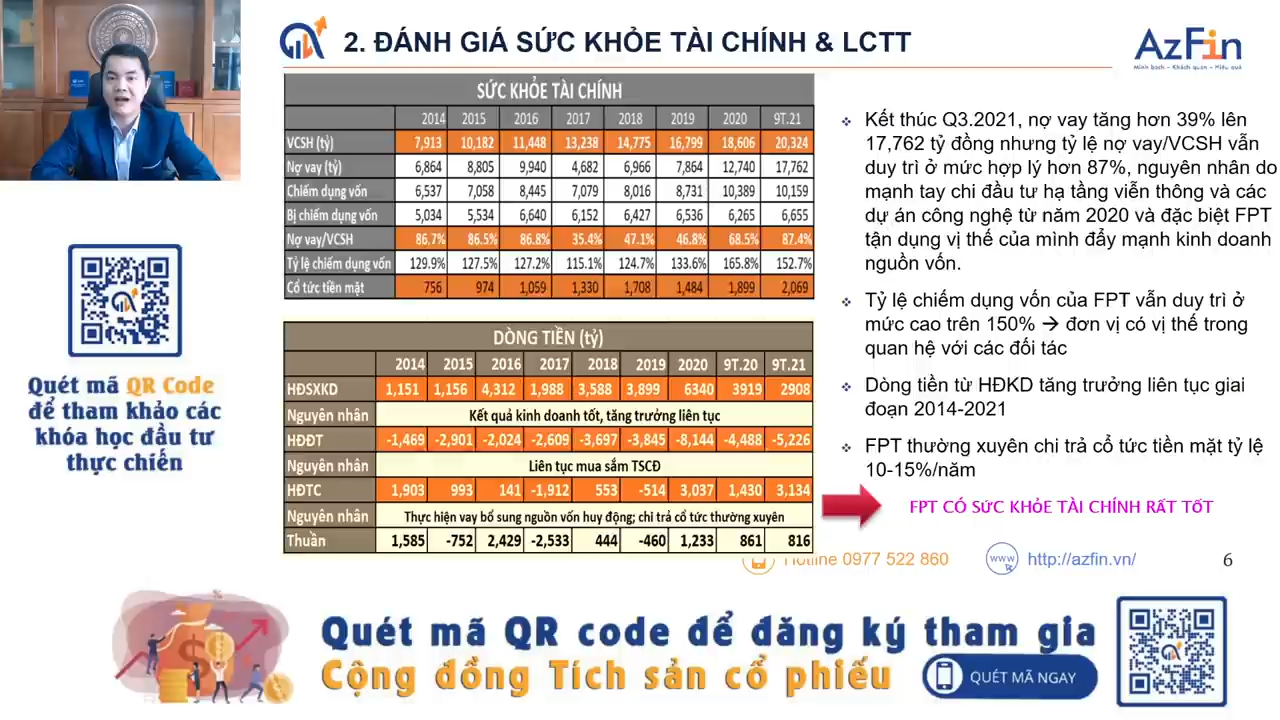 2. ĐÁNH GIÁ SỨC KHỎE TÀI CHÍNH & LCTT
AzFin
Minh bạch – Khách quan – Hiệu quả
SỨC KHỎE TÀI CHÍNH
2014 2015 2016 2017 2018 2019 2020 9T.21
VCSH (tỷ) 7,913 10,182 11,448 13,238 14,775 16,799 18,606 20,324
Nợ vay (tỷ) 6,864 8,805 9,940 4,682 6,966 7,864 12,740 17,762
Chiếm dụng vốn 6,537 7,058 8,445 7,079 8,016 8,731 10,389 10,159
Bị chiếm dụng vốn 5,034 5,534 6,640 6,152 6,427 6,536 6,265 6,655
Nợ vay/VCSH 86.7% 86.5% 86.8% 35.4% 47.1% 46.8% 68.5% 87.4%
Tỷ lệ chiếm dụng vốn 129.9% 127.5% 127.2% 115.1% 124.7% 133.6% 165.8% 152.7%
Cổ tức tiền mặt 756 974 1,059 1,330 1,708 1,484 1,899 2,069
DÒNG TIỀN (tỷ)
2014 2015 2016 2017 2018 2019 2020 9T.20 9T.21
HĐSXKD 1,151 1,156 4,312 1,988 3,588 3,899 6340 3919 2908
Nguyên nhân Kết quả kinh doanh tốt, tăng trưởng liên tục
HĐĐT -1,469 -2,901 -2,024 -2,609 -3,697 -3,845 -8,144 -4,488 -5,226
Nguyên nhân Liên tục mua sắm TSCĐ
HĐTC 1,903 993 141 -1,912 553 -514 3,037 1,430 3,134
Nguyên nhân Thực hiện vay bổ sung nguồn vốn huy động; chi trả cổ tức thường xuyên
Thuần 1,585 -752 2,429 -2,533 444 -460 1,233 861 816
Kết thúc Q3.2021, nợ vay tăng hơn 39% lên
17,762 tỷ đồng nhưng tỷ lệ nợ vay/VCSH vẫn
duy trì ở mức hợp lý hơn 87%, nguyên nhân do
mạnh tay chi đầu tư hạ tầng viễn thông và các
dự án công nghệ từ năm 2020 và đặc biệt FPT
tận dụng vị thế của mình đẩy mạnh kinh doanh
nguồn vốn.
Tỷ lệ chiếm dụng vốn của FPT vẫn duy trì ở
mức cao trên 150% → đơn vị có vị thế trong
quan hệ với các đối tác
Dòng tiền từ HĐKD tăng trưởng liên tục giai
đoạn 2014-2021
FPT thường xuyên chi trả cổ tức tiền mặt tỷ lệ
10-15%/năm
FPT CÓ SỨC KHỎE TÀI CHÍNH RẤT TỐT
Hotline 0977 522 860
www
http://azfin.vn/
6
Quét mã QR Code
để tham khảo các
khóa học đầu tư
thực chiến
Quét mã QR code để đăng ký tham gia
Cộng đồng Tích sản cổ phiếu
QUÉT MÃ NGAY